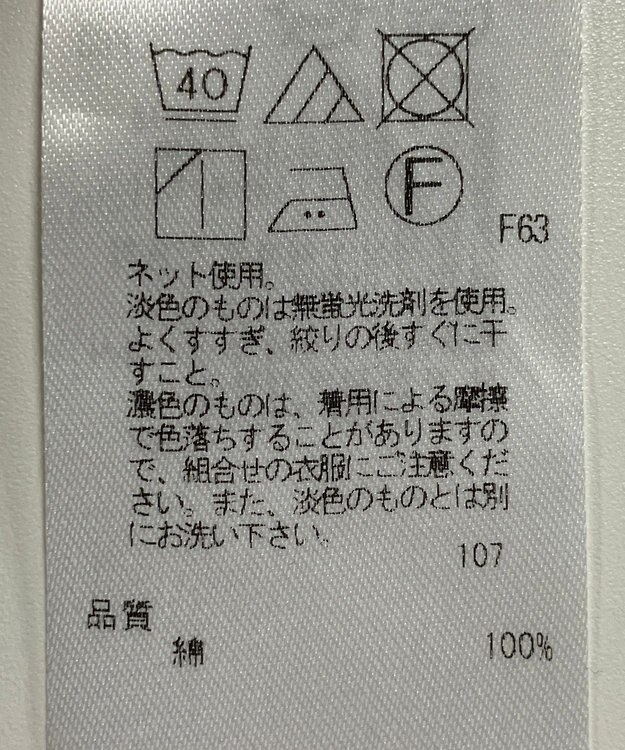 40
F
F63
ネット使用。
淡色のものは無蛍光洗剤を使用。
よくすすぎ、絞りの後すぐに干
すこと。
濃色のものは、着用による摩擦
で色落ちすることがありますの
で、組合せの衣服にご注意くだ
さい。また、淡色のものとは別
にお洗い下さい。
107
品質
綿 100%